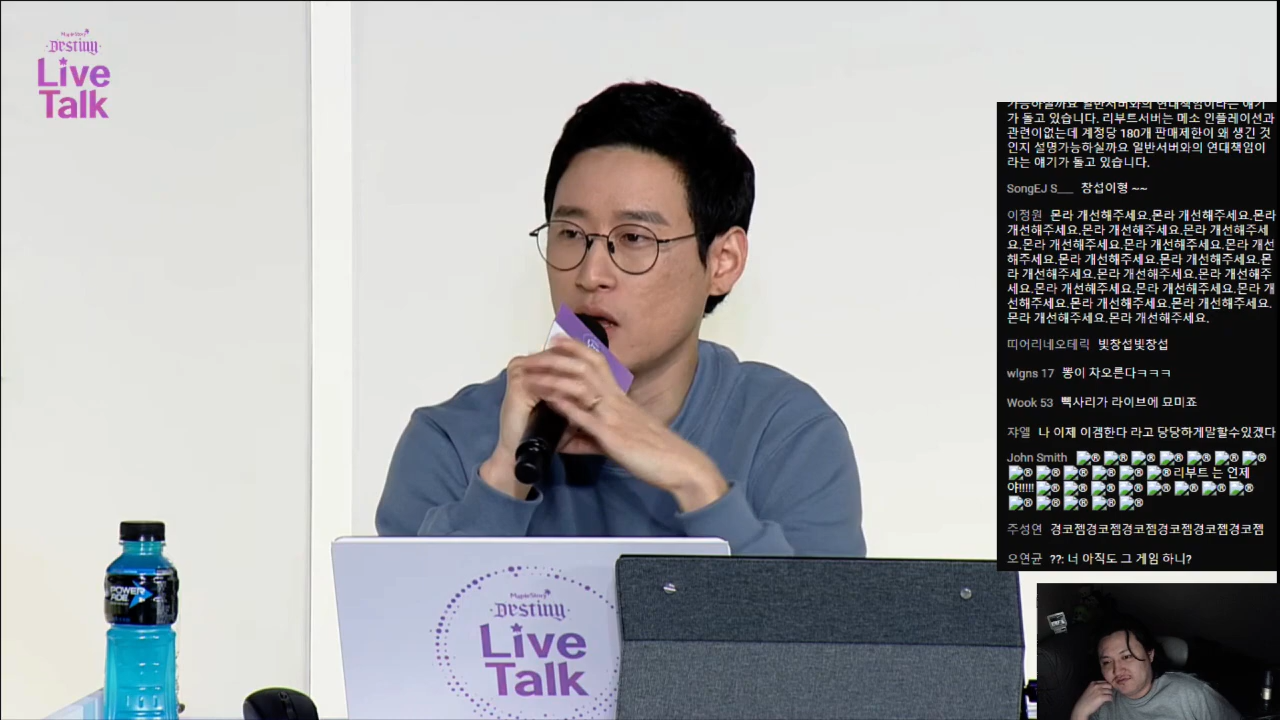 MapleStory
DESTINY
Live
Talk
가능하실까요 일반서버와의 연대책임이라는 얘기
가 돌고 있습니다. 리부트서버는 메소 인플레이션과
관련이없는데 계정당 180개 판매제한이 왜 생긴 것
인지 설명가능하실까요 일반서버와의 연대책임이
라는 얘기가 돌고 있습니다.
SongEJ S__ 창섭이형 ~~
이정원 몬라 개선해주세요.몬라 개선해주세요.몬라
개선해주세요.몬라 개선해주세요.몬라 개선해주세
요.몬라 개선해주세요.몬라 개선해주세요.몬라 개선
해주세요.몬라 개선해주세요.몬라 개선해주세요.몬
라 개선해주세요.몬라 개선해주세요.몬라 개선해주
세요.몬라 개선해주세요.몬라 개선해주세요.몬라 개
선해주세요.몬라 개선해주세요.몬라 개선해주세요.
몬라 개선해주세요.몬라 개선해주세요.
띠어리네오테릭 빛창섭빛창섭
wigns 17 뽕이 차오른다ㅋㅋㅋ
Wook 53 빽사리가 라이브에 묘미죠
쟈엘 나 이제 이겜한다 라고 당당하게말할수있겠다
John Smith ® ® ® ® ® ® ®
® ® ® ® ® ® 리부트 는 언제
야!!!!! ® ® ® ® ® ® ® ®
® ® ® ® ®
주성연 경코젬경코젬경코젬경코젬경코젬경코젬
오연균 ??: 너 아직도 그 게임 하니?
POWER
ADE
MapleStory
DESTINY
Live
Talk